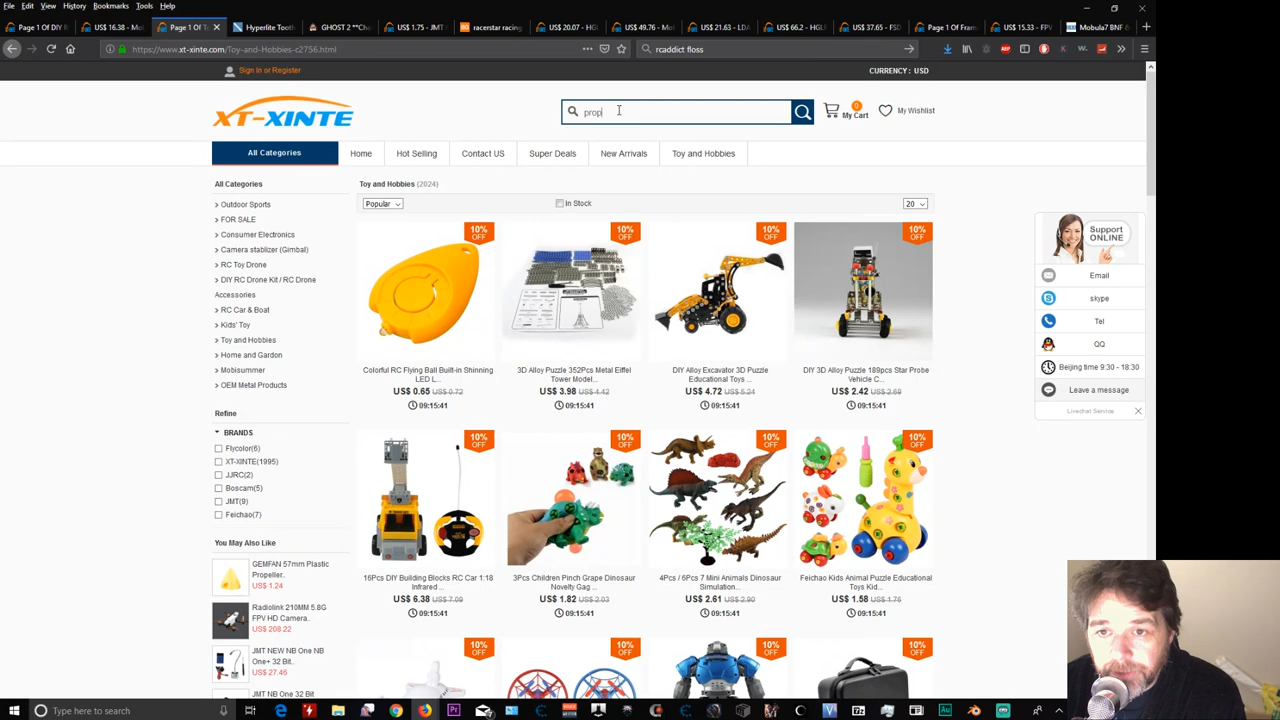 File Edit View History Bookmarks Tools Help
Page 1 Of DIY R
US$ 16.38 - Mo
Page 1 Of T
Hyperlite Tooth
GHOST 2 **Ch
US$ 1.75 - JMT
racerstar racing
US$ 20.07 - HGL
US$ 49.76 - Mo
US$ 21.63 - LDA
US$ 66.2 - HGLR
US$ 37.65 - FSD
Page 1 Of Fram
US$ 15.33 - FPV
Mobula7 BNF &
https://www.xt-xinte.com/Toy-and-Hobbies-c2756.html
rcaddict floss
Sign In or Register
CURRENCY : USD
XT-XINTE
prop
0
My Cart
My Wishlist
All Categories
Home
Hot Selling
Contact US
Super Deals
New Arrivals
Toy and Hobbies
All Categories
> Outdoor Sports
> FOR SALE
> Consumer Electronics
> Camera stablizer (Gimbal)
> RC Toy Drone
> DIY RC Drone Kit / RC Drone
Accessories
> RC Car & Boat
> Kids' Toy
> Toy and Hobbies
> Home and Gardon
> Mobisummer
> OEM Metal Products
Refine
BRANDS
Flycolor(6)
XT-XINTE(1995)
JJRC(2)
Boscam(5)
JMT(9)
Feichao(7)
You May Also Like
GEMFAN 57mm Plastic
Propeller..
US$ 1.24
Radiolink 210MM 5.8G
FPV HD Camera..
US$ 208.22
JMT NEW NB One NB
One+ 32 Bit..
US$ 27.46
JMT NB One 32 Bit
Toy and Hobbies (2024)
Popular
In Stock
20
10%
OFF
10%
OFF
10%
OFF
10%
OFF
Colorful RC Flying Ball Built-in Shinning
LED L...
US$ 0.65 US$ 0.72
09:15:41
3D Alloy Puzzle 352Pcs Metal Eiffel
Tower Model...
US$ 3.98 US$ 4.42
09:15:41
DIY Alloy Excavator 3D Puzzle
Educational Toys ...
US$ 4.72 US$ 5.24
09:15:41
DIY 3D Alloy Puzzle 189pcs Star Probe
Vehicle C...
US$ 2.42 US$ 2.69
09:15:41
10%
OFF
10%
OFF
10%
OFF
10%
OFF
16Pcs DIY Building Blocks RC Car 1:18
Infrared ...
US$ 6.38 US$ 7.09
09:15:41
3Pcs Children Pinch Grape Dinosaur
Novelty Gag ...
US$ 1.82 US$ 2.03
09:15:41
4Pcs / 6Pcs 7 Mini Animals Dinosaur
Simulation...
US$ 2.61 US$ 2.90
09:15:41
Feichao Kids Animal Puzzle Educational
Toys Kid...
US$ 1.58 US$ 1.76
09:15:41
10%
OFF
10%
OFF
10%
OFF
10%
OFF
Support
ONLINE
Email
skype
Tel
QQ
Beijing time 9:30 - 18:30
Leave a message
Livechat Service
Type here to search